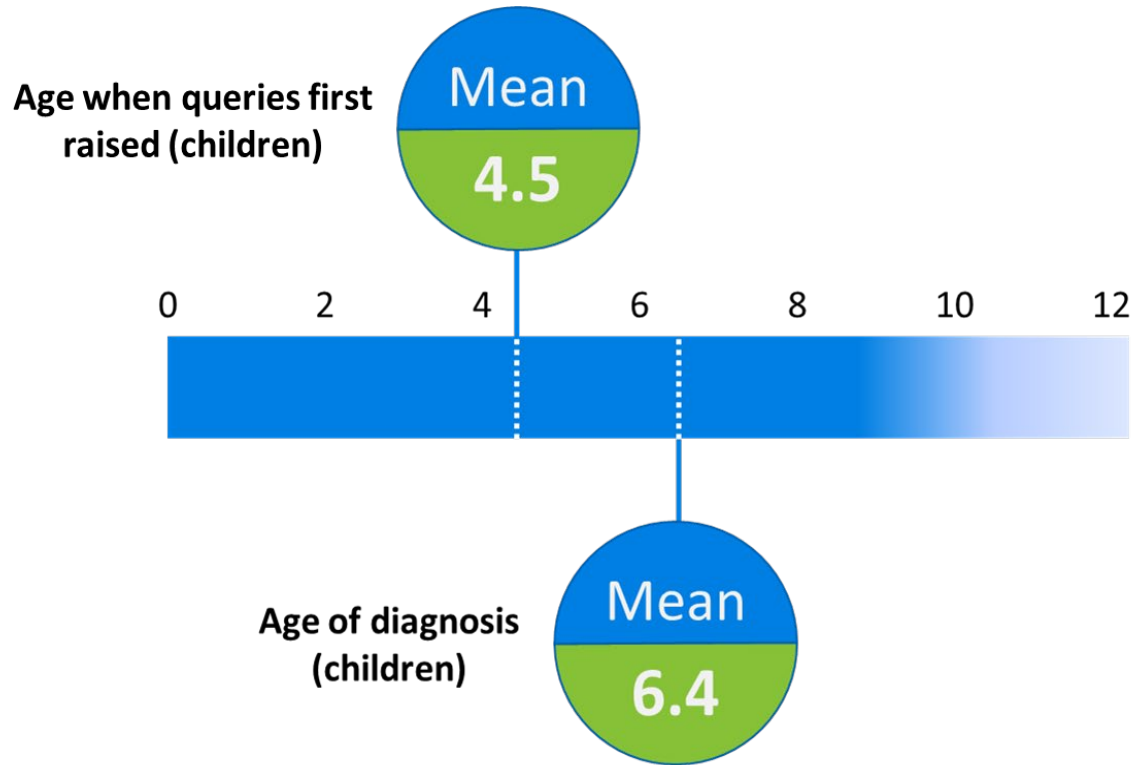 Mean
Age when queries first
raised (children)
4.5
0 2 4 6 8 10 12
Mean
Age of diagnosis
(children)
6.4